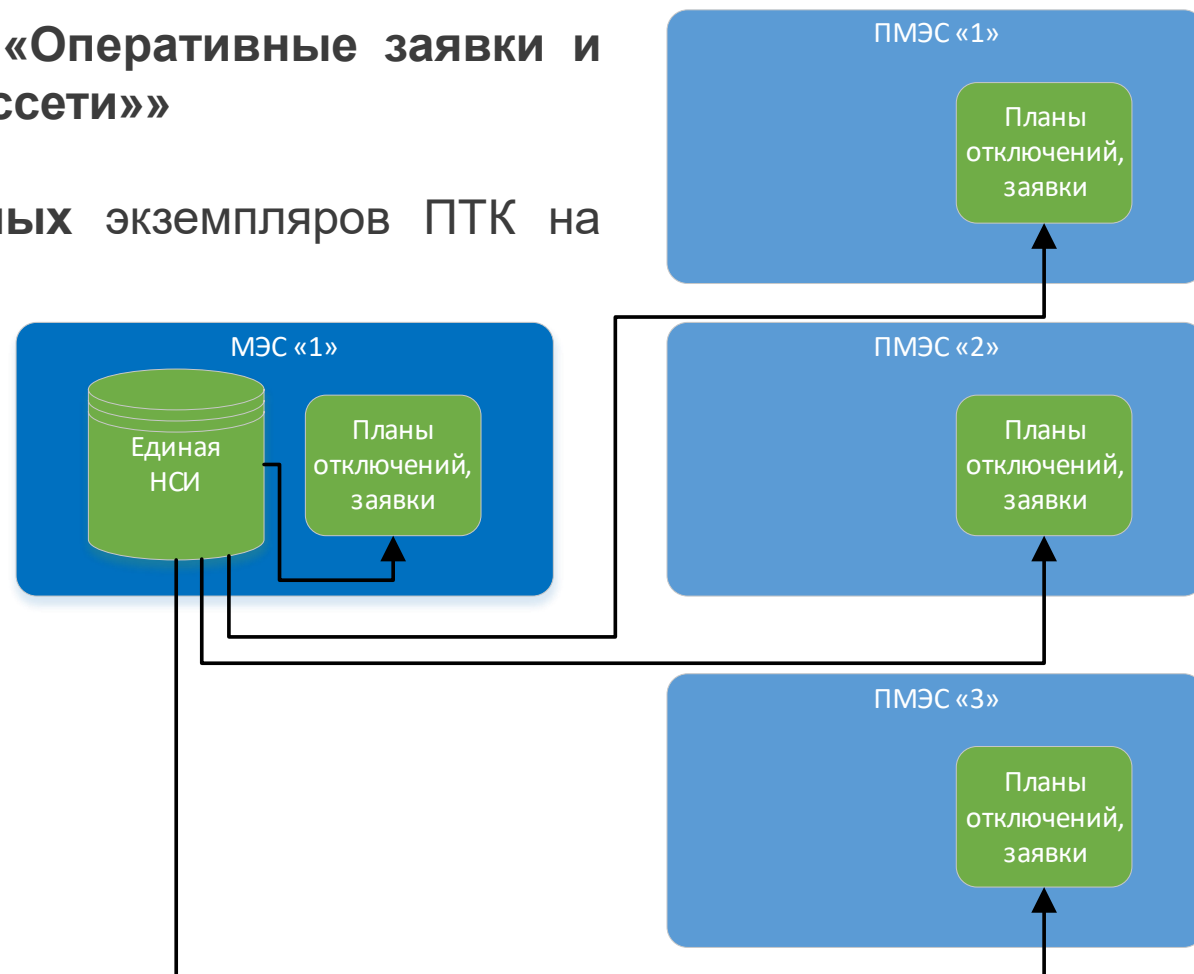 «Оперативные заявки и
ссети»»
ных экземпляров ПТК на
ПМЭС «1»
Планы
отключений,
заявки
МЭС «1»
Единая
НСИ
Планы
отключений,
заявки
ПМЭС «2»
Планы
отключений,
заявки
ПМЭС «3»
Планы
отключений,
заявки